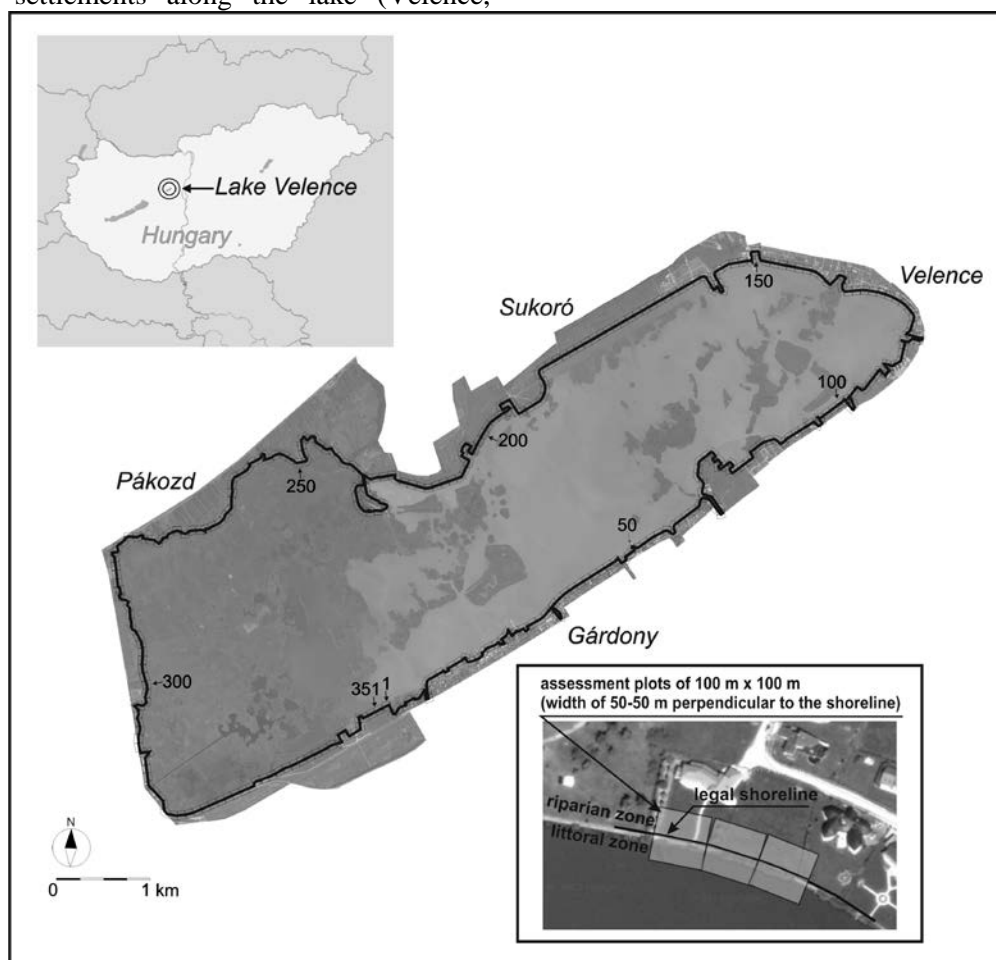 settlements along the lake (Velence,
Lake Velence
Hungary
150
Velence
Sukoró
100
200
Pákozd
250
50
Gárdony
300
351 1
assessment plots of 100 m x 100 m
(width of 50-50 m perpendicular to the shoreline)
legal shoreline
riparian zone
littoral zone
N
0 1 km